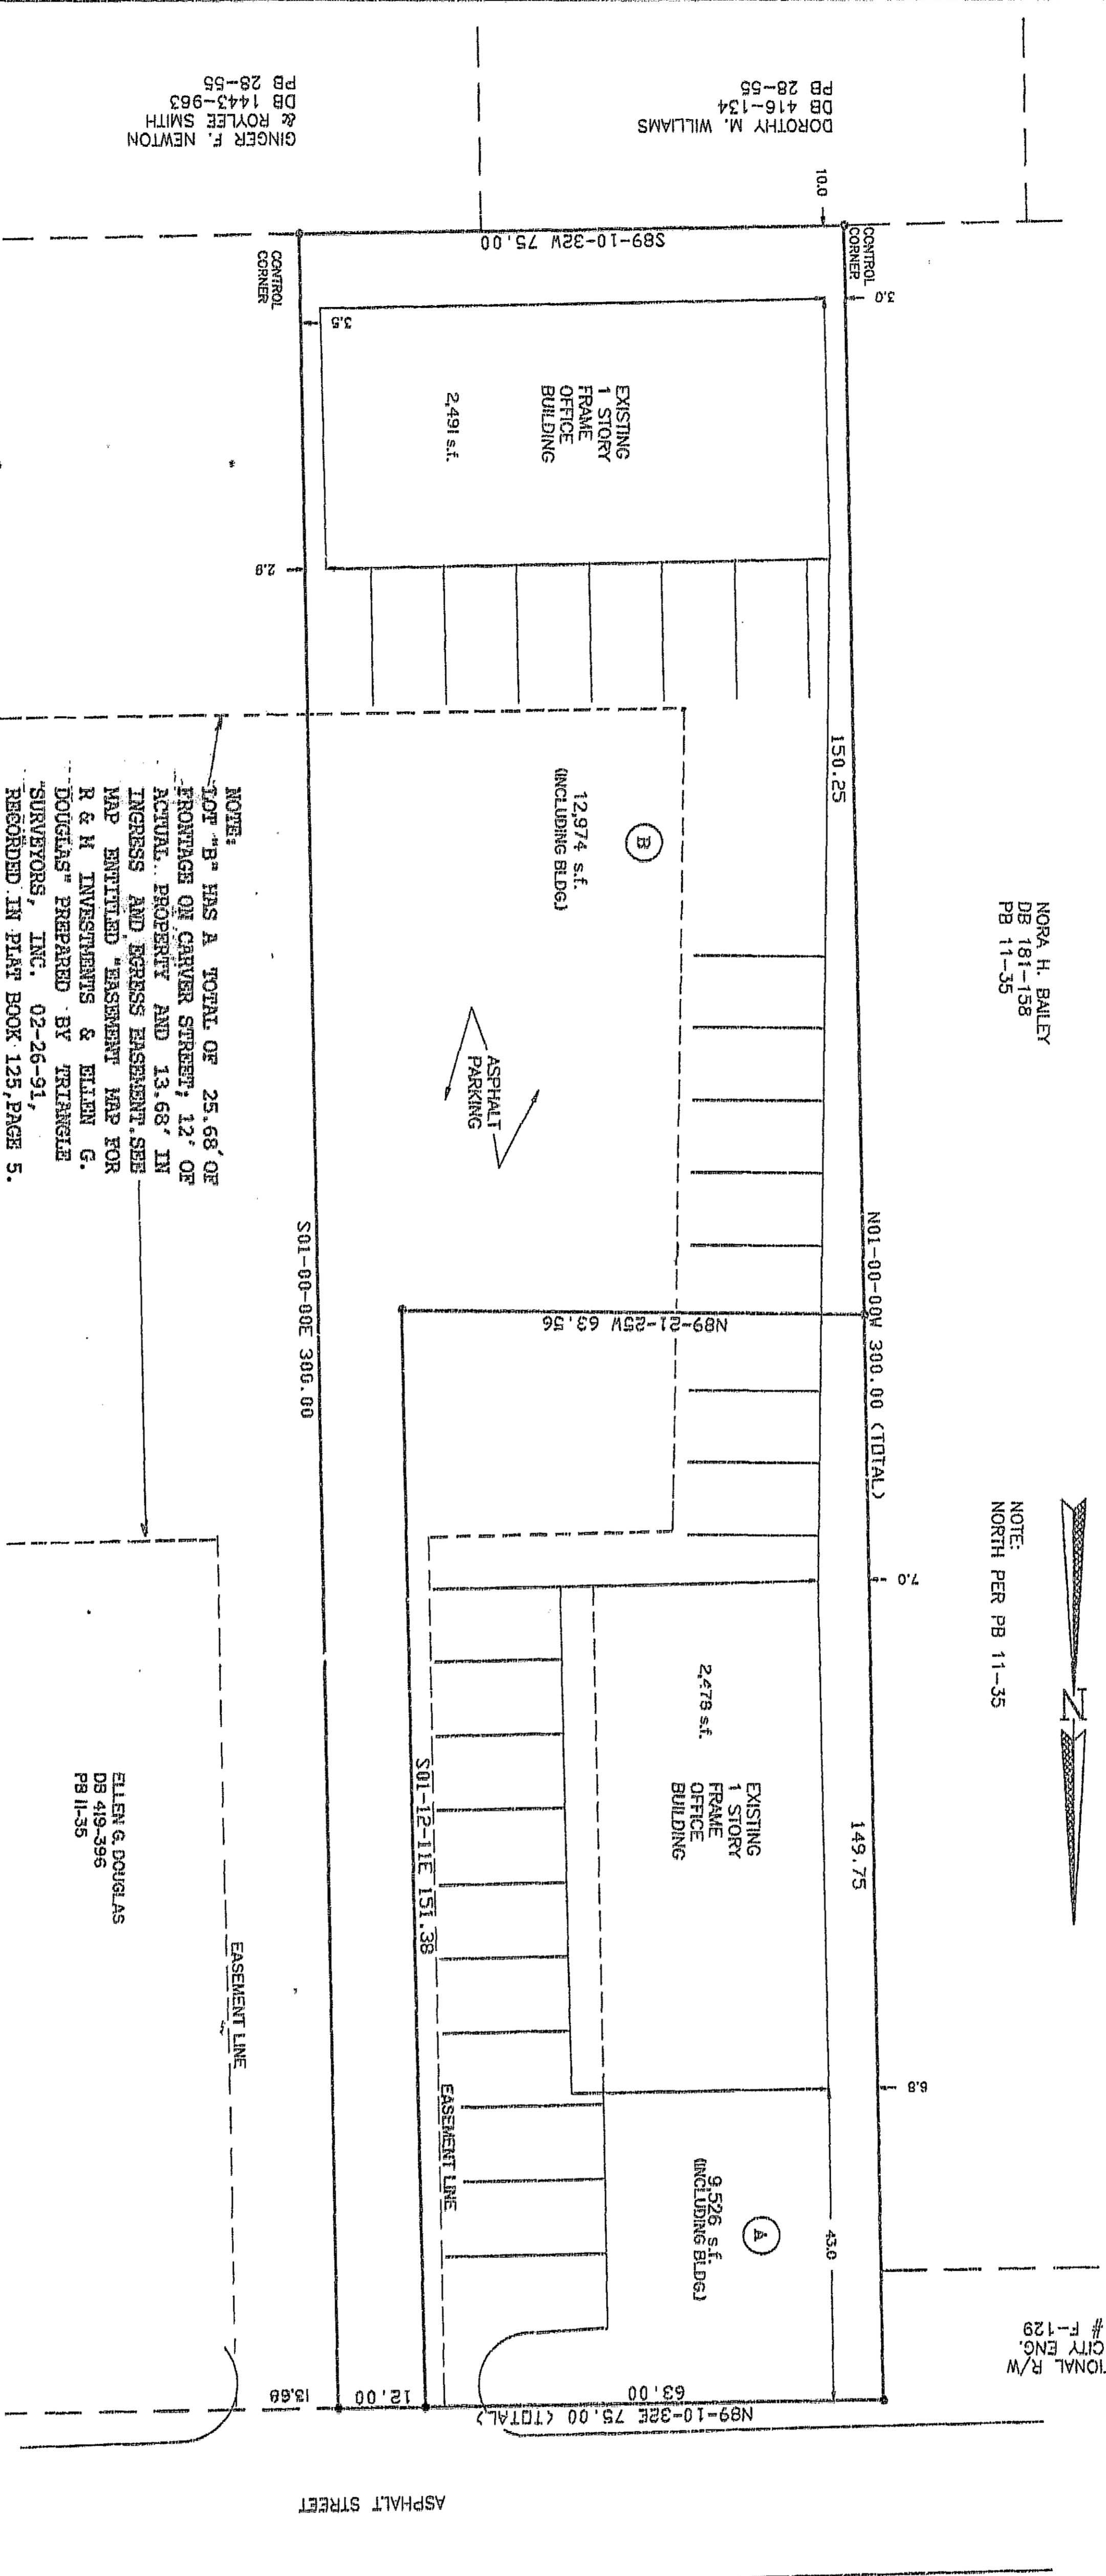 GINGER F. NEWTON
& ROYLEE SMITH
DB 1443-963
PB 28-55
DOROTHY M. WILLIAMS
DB 416-134
PB 28-55
10.0
CONTROL
CORNER
3.0
S89-10-32W 75.00
CONTROL
CORNER
3.5
EXISTING
1 STORY
FRAME
OFFICE
BUILDING
2,491 s.f.
2.9
150.25
NORA H. BAILEY
DB 181-158
PB 11-35
B
12,974 s.f.
(INCLUDING BLDG.)
ASPHALT
PARKING
NOTE:
LOT "B" HAS A TOTAL OF 25.68' OF
FRONTAGE ON CARVER STREET; 12' OF
ACTUAL PROPERTY AND 13.68' IN
INGRESS AND EGRESS EASEMENT. SEE
MAP ENTITLED "EASEMENT MAP FOR
R & M INVESTMENTS & ELLEN G.
DOUGLAS" PREPARED BY TRIANGLE
SURVEYORS, INC. 02-26-91,
RECORDED IN PLAT BOOK 125, PAGE 5.
S01-00-00E 300.00
N89-21-25W 63.56
N01-00-00W 300.00 (TOTAL)
N
NOTE:
NORTH PER PB 11-35
7.0
2,478 s.f.
EXISTING
1 STORY
FRAME
OFFICE
BUILDING
149.75
S01-12-11E 151.38
ELLEN G. DOUGLAS
DB 419-396
PB 11-35
EASEMENT LINE
EASEMENT LINE
6.8
A
9,526 s.f.
(INCLUDING BLDG.)
43.0
IONAL R/W
CITY ENG.
# F-129
13.68
12.00
63.00
N89-10-32E 75.00 (TOTAL)
ASPHALT STREET